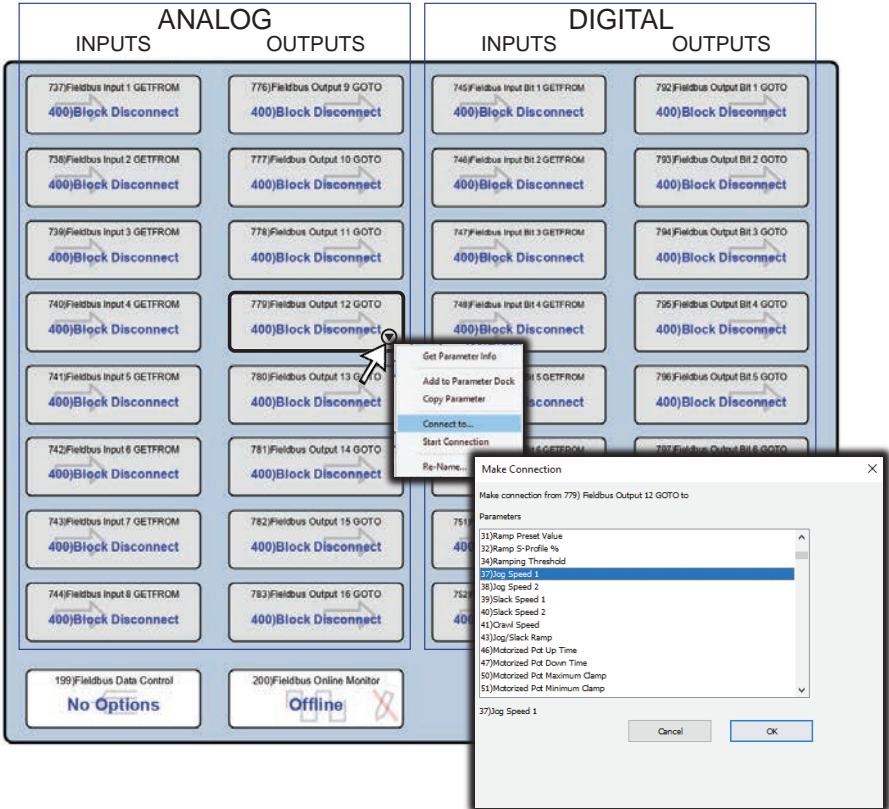 ANALOG
DIGITAL
INPUTS
OUTPUTS
INPUTS
OUTPUTS
737)Fieldbus Input 1 GETFROM
400)Block Disconnect
776)Fieldbus Output 9 GOTO
400)Block Disconnect
745)Fieldbus Input Bit 1 GETFROM
400)Block Disconnect
792)Fieldbus Output Bit 1 GOTO
400)Block Disconnect
738)Fieldbus Input 2 GETFROM
400)Block Disconnect
777)Fieldbus Output 10 GOTO
400)Block Disconnect
746)Fieldbus Input Bit 2 GETFROM
400)Block Disconnect
793)Fieldbus Output Bit 2 GOTO
400)Block Disconnect
739)Fieldbus Input 3 GETFROM
400)Block Disconnect
778)Fieldbus Output 11 GOTO
400)Block Disconnect
747)Fieldbus Input Bit 3 GETFROM
400)Block Disconnect
794)Fieldbus Output Bit 3 GOTO
400)Block Disconnect
740)Fieldbus Input 4 GETFROM
400)Block Disconnect
779)Fieldbus Output 12 GOTO
400)Block Disconnect
748)Fieldbus Input Bit 4 GETFROM
400)Block Disconnect
795)Fieldbus Output Bit 4 GOTO
400)Block Disconnect
741)Fieldbus Input 5 GETFROM
400)Block Disconnect
780)Fieldbus Output 13
400)Block Disconnect
it 5 GETFROM
sconnect
796)Fieldbus Output Bit 5 GOTO
400)Block Disconnect
742)Fieldbus Input 6 GETFROM
400)Block Disconnect
781)Fieldbus Output 14 GOTO
400)Block Disconnect
6 GETFROM
797)Fieldbus Output Bit 6 GOTO
743)Fieldbus Input 7 GETFROM
400)Block Disconnect
782)Fieldbus Output 15 GOTO
400)Block Disconnect
751)
400
744)Fieldbus Input 8 GETFROM
400)Block Disconnect
783)Fieldbus Output 16 GOTO
400)Block Disconnect
752)
400
199)Fieldbus Data Control
No Options
200)Fieldbus Online Monitor
Offline
Get Parameter Info
Add to Parameter Dock
Copy Parameter
Connect to...
Start Connection
Re-Name...
Make Connection
Make connection from 779) Fieldbus Output 12 GOTO to
Parameters
31)Ramp Preset Value
32)Ramp S-Profile %
34)Ramping Threshold
37)Jog Speed 1
38)Jog Speed 2
39)Slack Speed 1
40)Slack Speed 2
41)Crawl Speed
43)Jog/Slack Ramp
46)Motorized Pot Up Time
47)Motorized Pot Down Time
50)Motorized Pot Maximum Clamp
51)Motorized Pot Minimum Clamp
37)Jog Speed 1
Cancel
OK